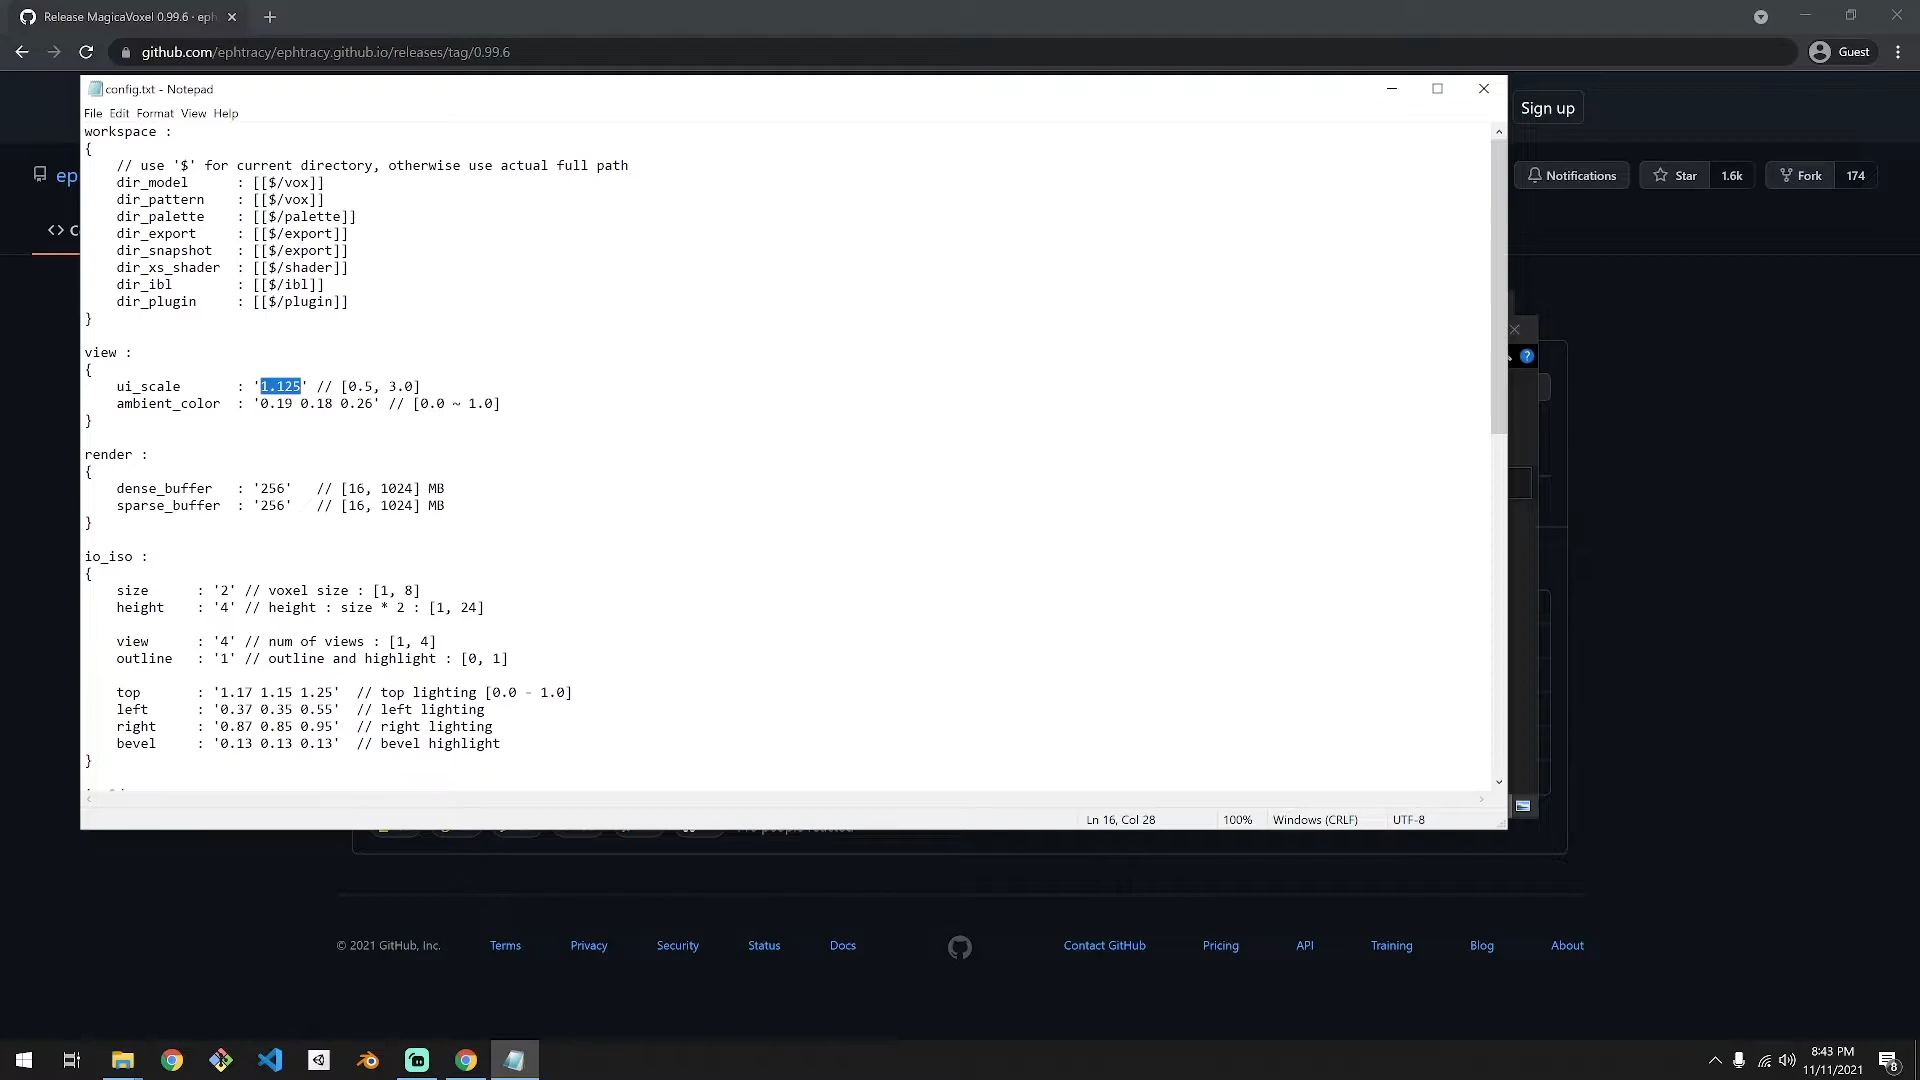 Release MagicaVoxel 0.99.6 · eph
github.com/ephtracy/ephtracy.github.io/releases/tag/0.99.6
Guest
config.txt - Notepad
File Edit Format View Help
Sign up
ep
Notifications
Star 1.6k
Fork 174
<> C
workspace :
{
// use '$' for current directory, otherwise use actual full path
dir_model : [[$/vox]]
dir_pattern : [[$/vox]]
dir_palette : [[$/palette]]
dir_export : [[$/export]]
dir_snapshot : [[$/export]]
dir_xs_shader : [[$/shader]]
dir_ibl : [[$/ibl]]
dir_plugin : [[$/plugin]]
}
view :
{
ui_scale : '1.125' // [0.5, 3.0]
ambient_color : '0.19 0.18 0.26' // [0.0 ~ 1.0]
}
render :
{
dense_buffer : '256' // [16, 1024] MB
sparse_buffer : '256' // [16, 1024] MB
}
io_iso :
{
size : '2' // voxel size : [1, 8]
height : '4' // height : size * 2 : [1, 24]
view : '4' // num of views : [1, 4]
outline : '1' // outline and highlight : [0, 1]
top : '1.17 1.15 1.25' // top lighting [0.0 - 1.0]
left : '0.37 0.35 0.55' // left lighting
right : '0.87 0.85 0.95' // right lighting
bevel : '0.13 0.13 0.13' // bevel highlight
}
Ln 16, Col 28
100%
Windows (CRLF)
UTF-8
© 2021 GitHub, Inc.
Terms
Privacy
Security
Status
Docs
Contact GitHub
Pricing
API
Training
Blog
About
8:43 PM
11/11/2021
8